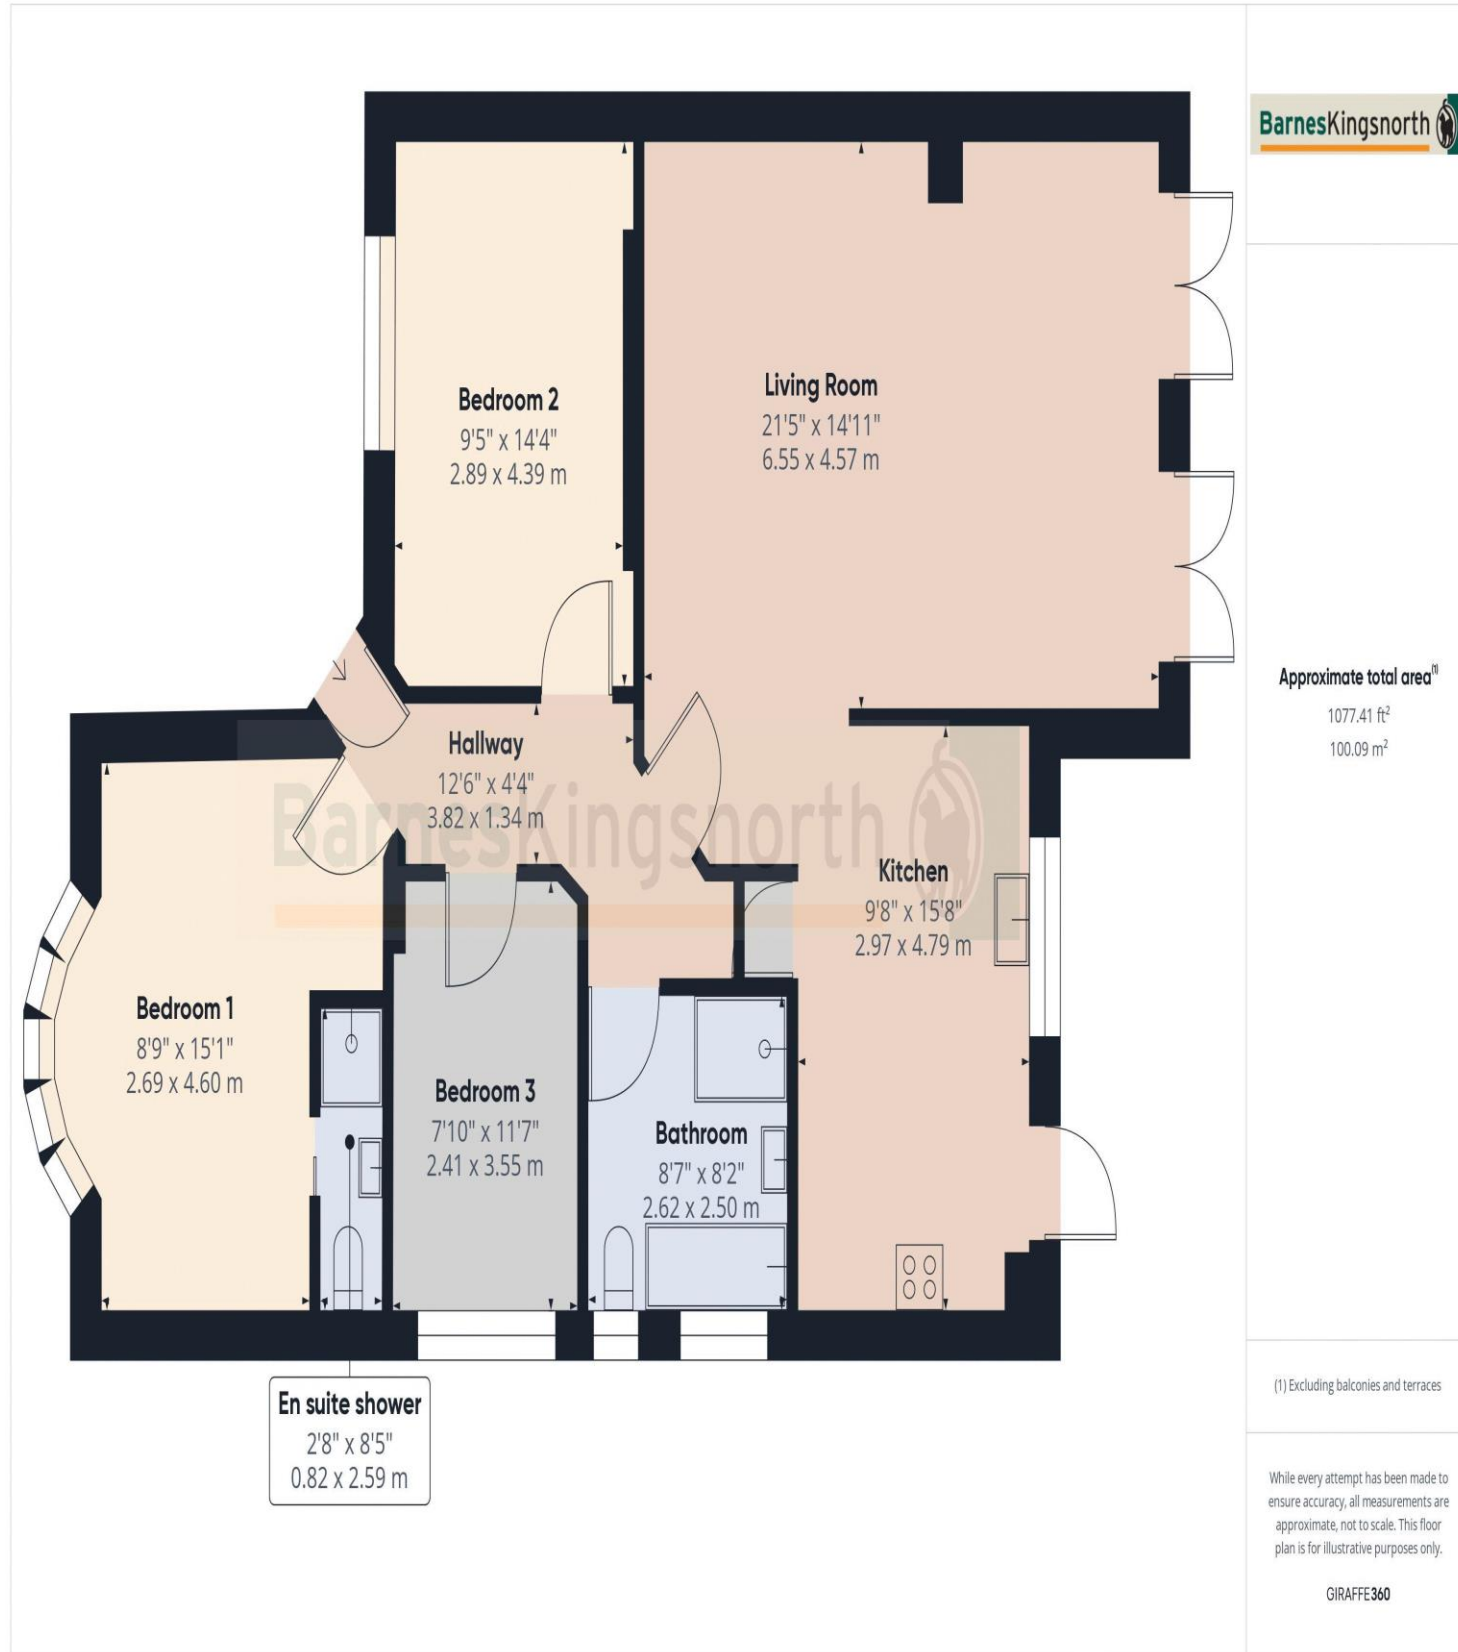 BarnesKingsnorth
Bedroom 2
9'5" x 14'4"
2.89 x 4.39 m
Living Room
21'5" x 14'11"
6.55 x 4.57 m
Hallway
12'6" x 4'4"
3.82 x 1.34 m
BarnesKingsnorth
Kitchen
9'8" x 15'8"
2.97 x 4.79 m
Bedroom 1
8'9" x 15'1"
2.69 x 4.60 m
Bedroom 3
7'10" x 11'7"
2.41 x 3.55 m
Bathroom
8'7" x 8'2"
2.62 x 2.50 m
En suite shower
2'8" x 8'5"
0.82 x 2.59 m
Approximate total area(1)
1077.41 ft²
100.09 m²
(1) Excluding balconies and terraces
While every attempt has been made to
ensure accuracy, all measurements are
approximate, not to scale. This floor
plan is for illustrative purposes only.
GIRAFFE360